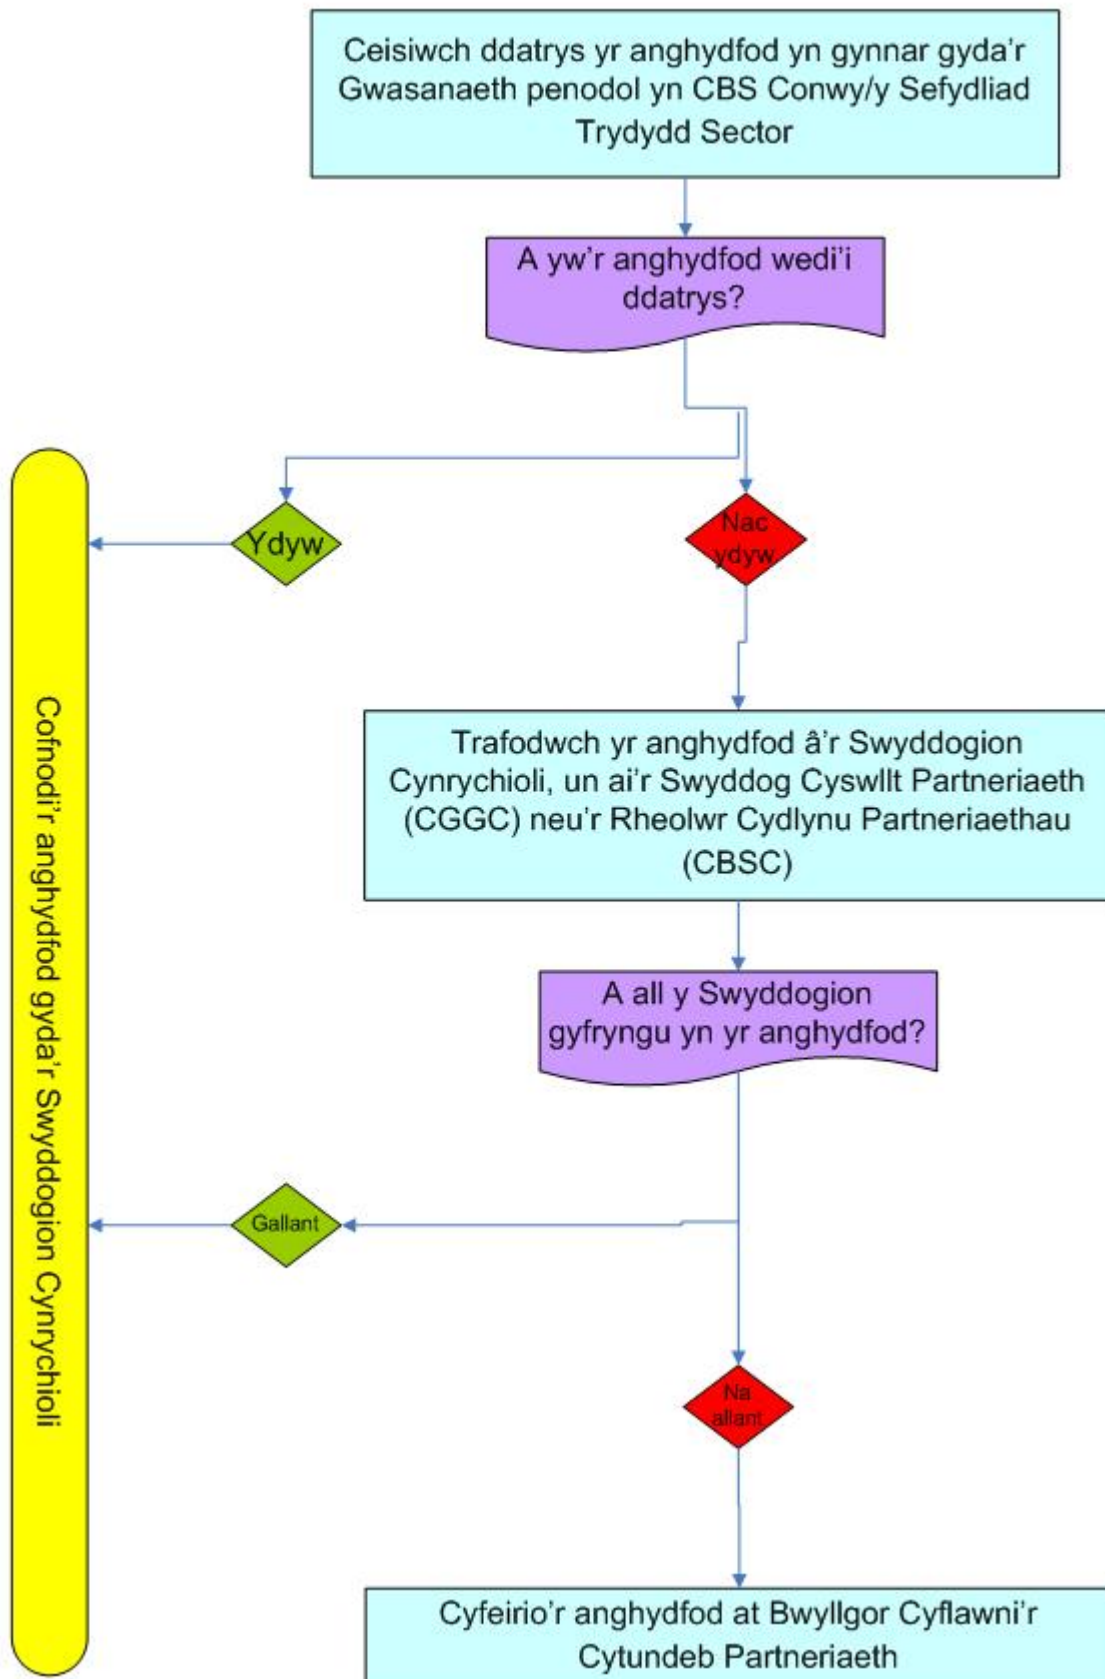 Ceisiwch ddatrys yr anghydfod yn gynnar gyda'r
Gwasanaeth penodol yn CBS Conwy/y Sefydliad
Trydydd Sector
A yw'r anghydfod wedi'i
ddatrys?
Ydyw
Nac
ydyw
Cofnodi'r anghydfod gyda'r Swyddogion Cynrychioli
Trafodwch yr anghydfod â'r Swyddogion
Cynrychioli, un ai'r Swyddog Cyswllt Partneriaeth
(CGGC) neu'r Rheolwr Cydlynu Partneriaethau
(CBSC)
A all y Swyddogion
gyfryngu yn yr anghydfod?
Gallant
Na
allant
Cyfeirio'r anghydfod at Bwyllgor Cyflawni'r
Cytundeb Partneriaeth